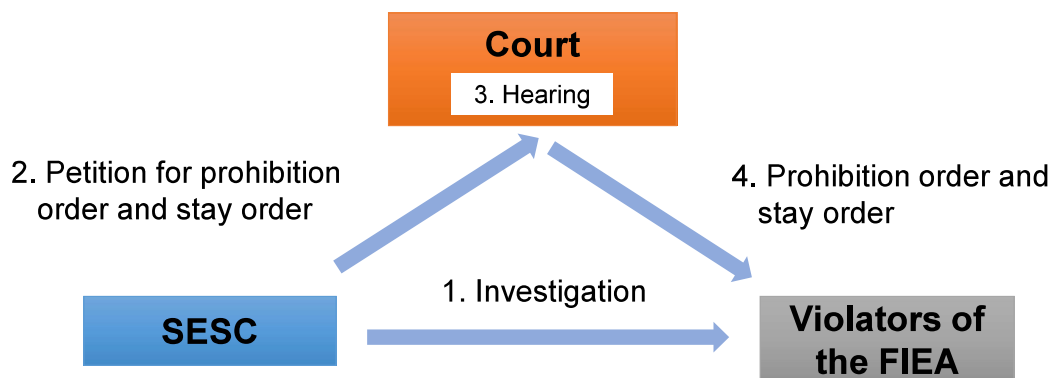 Court
3. Hearing
2. Petition for prohibition
order and stay order
4. Prohibition order and
stay order
1. Investigation
SESC
Violators of
the FIEA